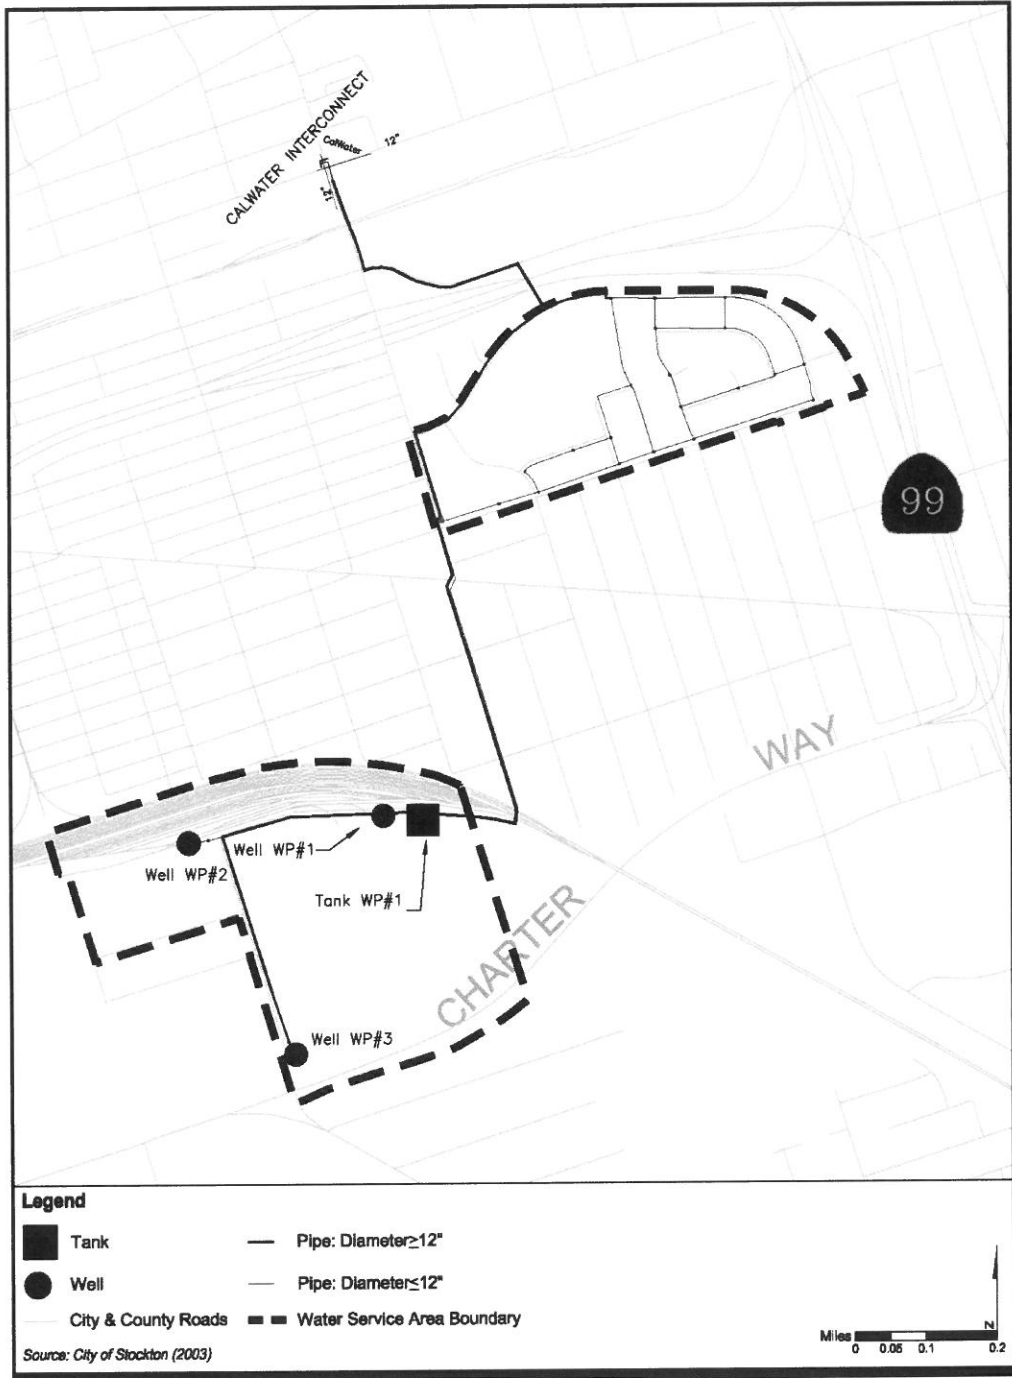 CALWATER INTERCONNECT
CalWater
12"
12"
99
WAY
CHARTER
Well WP#1
Well WP#2
Tank WP#1
Well WP#3
Legend
Tank
Pipe: Diameter≥12"
Well
Pipe: Diameter≤12"
City & County Roads
Water Service Area Boundary
Source: City of Stockton (2003)
N
Miles
0 0.05 0.1 0.2